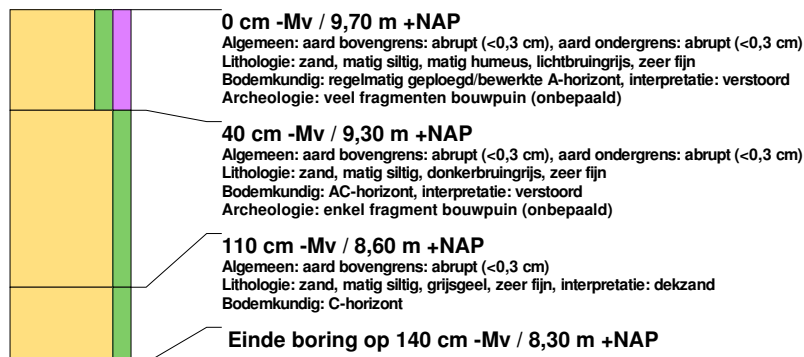 0 cm -Mv / 9,70 m +NAP
Algemeen: aard bovengrens: abrupt (<0,3 cm), aard ondergrens: abrupt (<0,3 cm)
Lithologie: zand, matig siltig, matig humeus, lichtbruingrijs, zeer fijn
Bodemkundig: regelmatig geploegd/bewerkte A-horizont, interpretatie: verstoord
Archeologie: veel fragmenten bouwpuin (onbepaald)
40 cm -Mv / 9,30 m +NAP
Algemeen: aard bovengrens: abrupt (<0,3 cm), aard ondergrens: abrupt (<0,3 cm)
Lithologie: zand, matig siltig, donkerbruingrijs, zeer fijn
Bodemkundig: AC-horizont, interpretatie: verstoord
Archeologie: enkel fragment bouwpuin (onbepaald)
110 cm -Mv / 8,60 m +NAP
Algemeen: aard bovengrens: abrupt (<0,3 cm)
Lithologie: zand, matig siltig, grijsgeel, zeer fijn, interpretatie: dekzand
Bodemkundig: C-horizont
Einde boring op 140 cm -Mv / 8,30 m +NAP